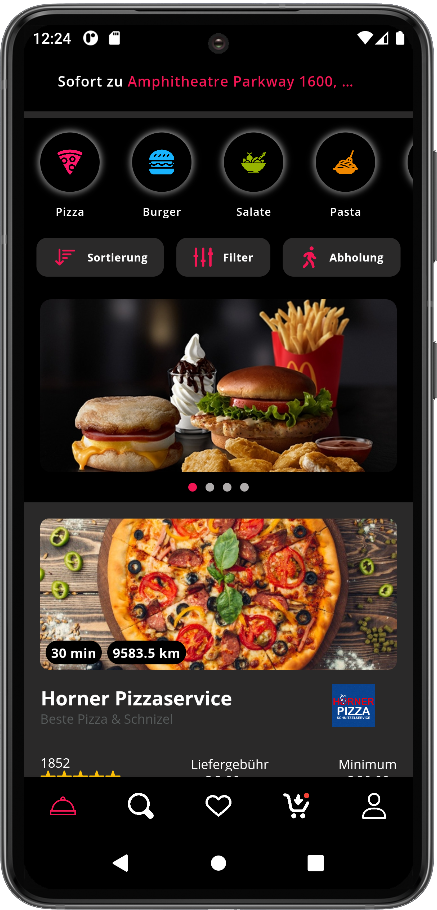 12:24
Sofort zu Amphitheatre Parkway 1600, ...
Pizza
Burger
Salate
Pasta
Sortierung
Filter
Abholung
30 min
9583.5 km
Horner Pizzaservice
HORNER
PIZZA
SCHNITZELSERVICE
Beste Pizza & Schnizel
1852
Liefergebühr
Minimum